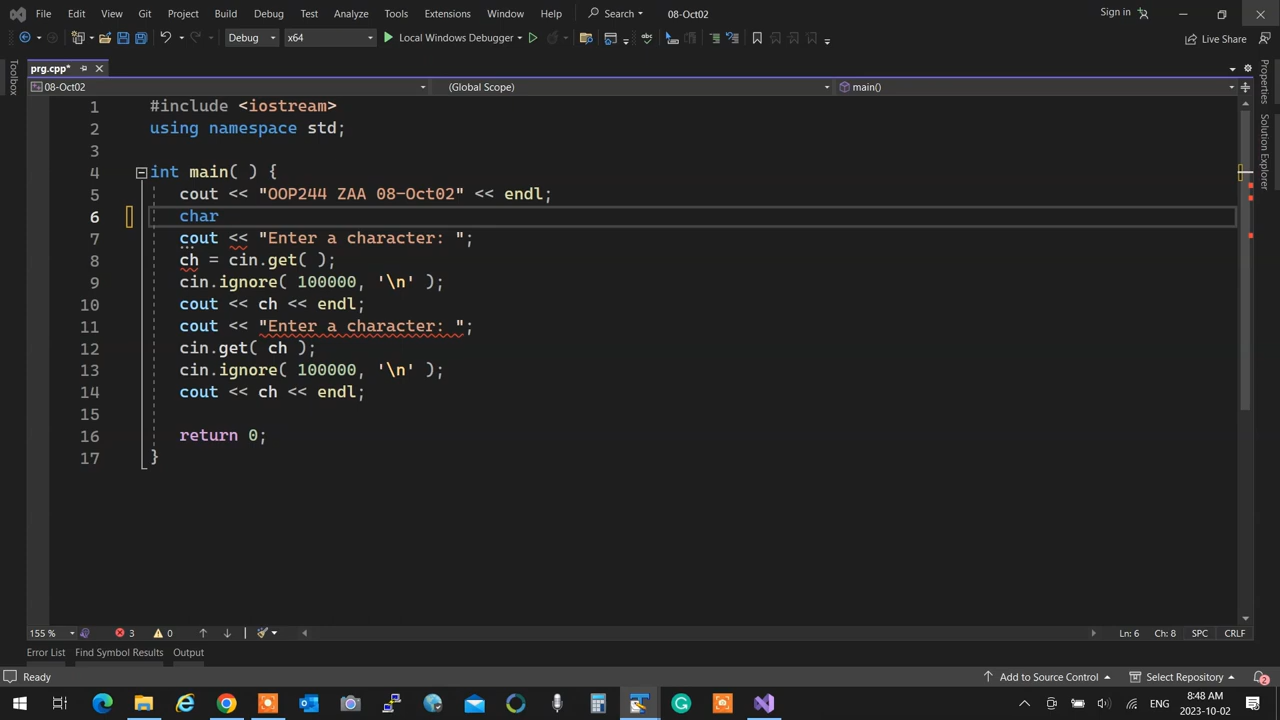 File Edit View Git Project Build Debug Test Analyze Tools Extensions Window Help Search 08-Oct02 Sign in
Debug x64 Local Windows Debugger Live Share
prg.cpp*
08-Oct02 (Global Scope) main()
Toolbox
Properties
Solution Explorer
1 #include <iostream>
2 using namespace std;
3
4 int main( ) {
5 cout << "OOP244 ZAA 08-Oct02" << endl;
6 char
7 cout << "Enter a character: ";
8 ch = cin.get( );
9 cin.ignore( 100000, '\n' );
10 cout << ch << endl;
11 cout << "Enter a character: ";
12 cin.get( ch );
13 cin.ignore( 100000, '\n' );
14 cout << ch << endl;
15
16 return 0;
17 }
155 % 3 0 Ln: 6 Ch: 8 SPC CRLF
Error List Find Symbol Results Output
Ready Add to Source Control Select Repository 2
ENG 8:48 AM
2023-10-02